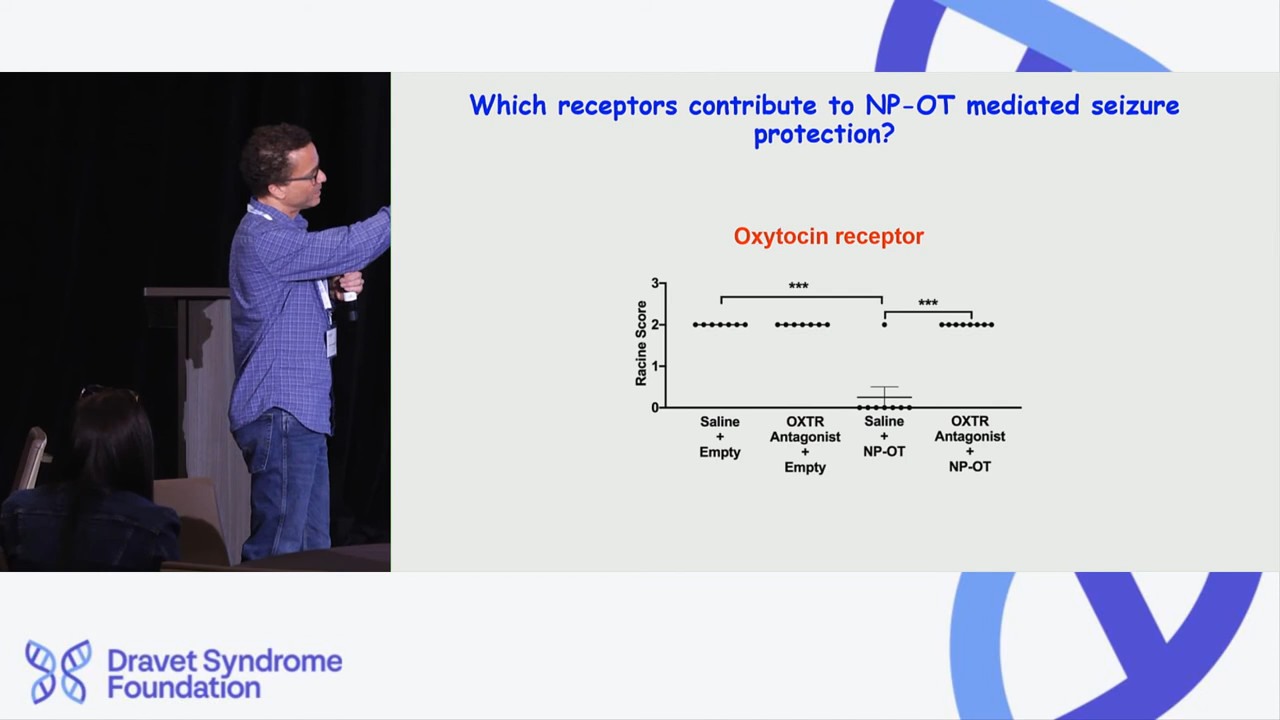 Which receptors contribute to NP-OT mediated seizure
protection?
Oxytocin receptor
***
***
Racine Score
3
2
1
0
Saline
+
Empty
OXTR
Antagonist
+
Empty
Saline
+
NP-OT
OXTR
Antagonist
+
NP-OT
Dravet Syndrome
Foundation